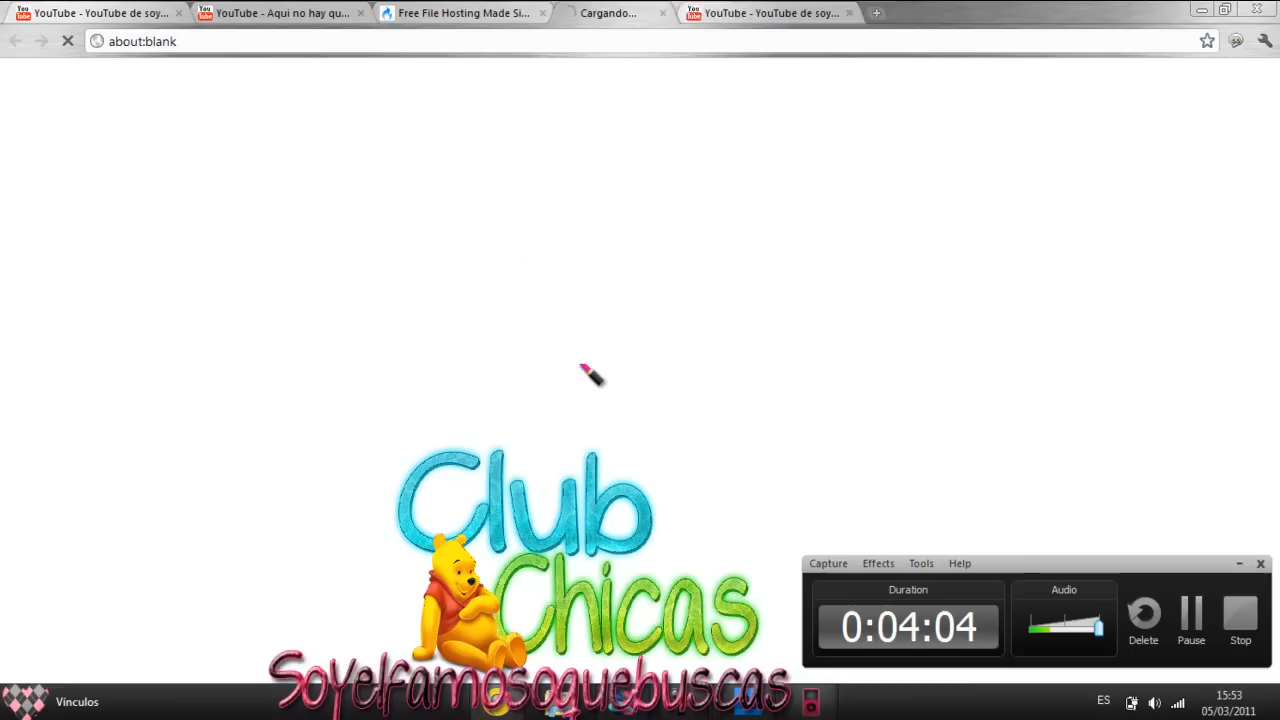 YouTube - YouTube de soy...
YouTube - Aqui no hay qu...
Free File Hosting Made Si...
Cargando...
YouTube - YouTube de soy...
about:blank
Club
Chicas
Soyelfamosoquebuscas
Capture Effects Tools Help
Duration
Audio
0:04:04
Delete
Pause
Stop
Vínculos
ES
15:53
05/03/2011